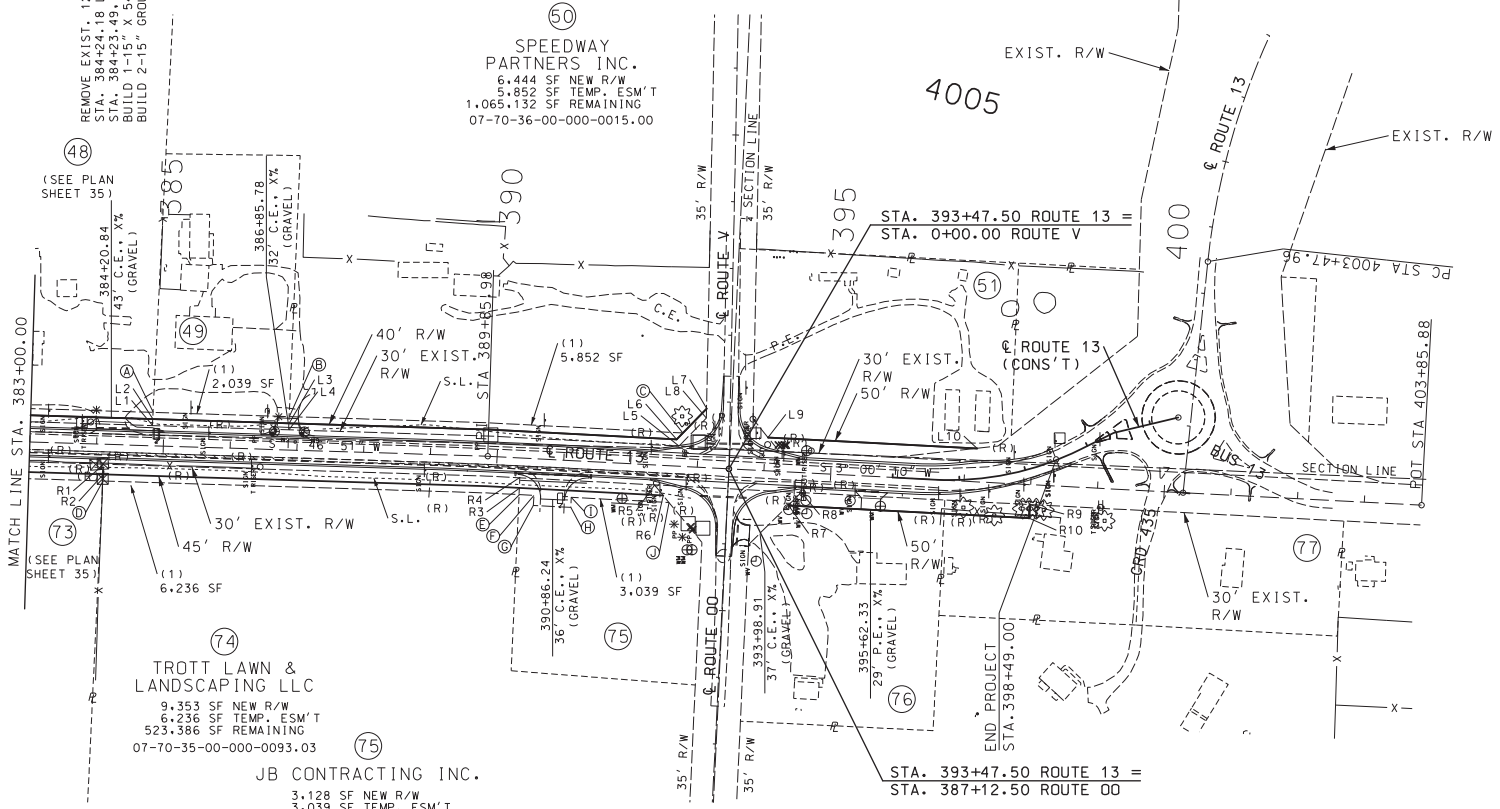 REMOVE EXIST. 1
STA. 384+24.18
STA. 384+23.49.
BUILD 1-15" X 5
BUILD 2-15" GROU
50
SPEEDWAY
PARTNERS INC.
6.444 SF NEW R/W
5.852 SF TEMP. ESM'T
1.065.132 SF REMAINING
07-70-36-00-000-0015.00
35' R/W
SECTION LINE
35' R/W
4005
EXIST. R/W
℄ ROUTE 13
EXIST. R/W
48
(SEE PLAN
SHEET 35)
385
386+85.78
32' C.E., X%
(GRAVEL)
384+20.84
43' C.E., X%
(GRAVEL)
390
STA 389+85.98
395
400
STA. 393+47.50 ROUTE 13 =
STA. 0+00.00 ROUTE V
PC STA 4003+47.96
℄ ROUTE V
C.E.
P.E.
51
49
MATCH LINE STA. 383+00.00
40' R/W
30' EXIST.
R/W
S.L.
(1)
2.039 SF
(1)
5.852 SF
30' EXIST.
R/W
50' R/W
℄ ROUTE 13
(CONS'T)
POT STA 403+85.88
A
L2
L1
B
L3
L4
C
L6
L5
L7
L8
L9
L10
(R)
46' 51" W
℄ ROUTE 13
S 3° 00' 10" W
BUS 13
SECTION LINE
R1
R2
D
R4
R3
E
F
G
I
H
R5
R6
J
R8
R7
R9
R10
73
(SEE PLAN
SHEET 35)
30' EXIST. R/W
S.L.
45' R/W
(1)
6.236 SF
390+86.24
36' C.E., X%
(GRAVEL)
(1)
3.039 SF
75
℄ ROUTE OO
393+98.91
37' C.E., X%
(GRAVEL)
395+62.33
29' P.E., X%
(GRAVEL)
50'
R/W
76
CRD 435
77
30' EXIST.
R/W
END PROJECT
STA.398+49.00
74
TROTT LAWN &
LANDSCAPING LLC
9.353 SF NEW R/W
6.236 SF TEMP. ESM'T
523.386 SF REMAINING
07-70-35-00-000-0093.03
75
JB CONTRACTING INC.
3.128 SF NEW R/W
3.039 SF TEMP. ESM'T
35' R/W
35' R/W
STA. 393+47.50 ROUTE 13 =
STA. 387+12.50 ROUTE OO